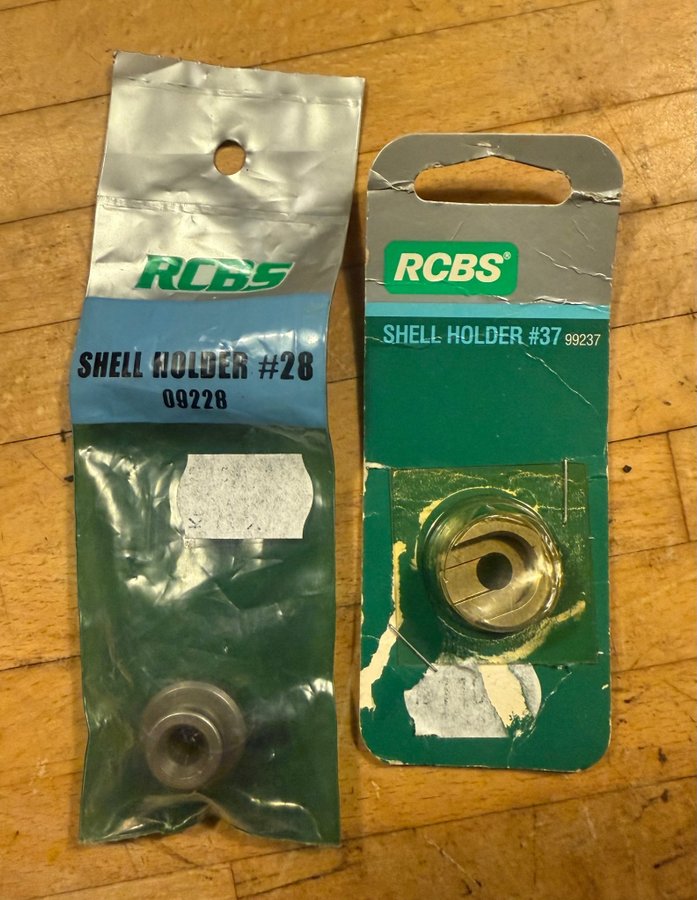 RCBS
SHELL HOLDER #28
09228
RCBS®
SHELL HOLDER #37 99237